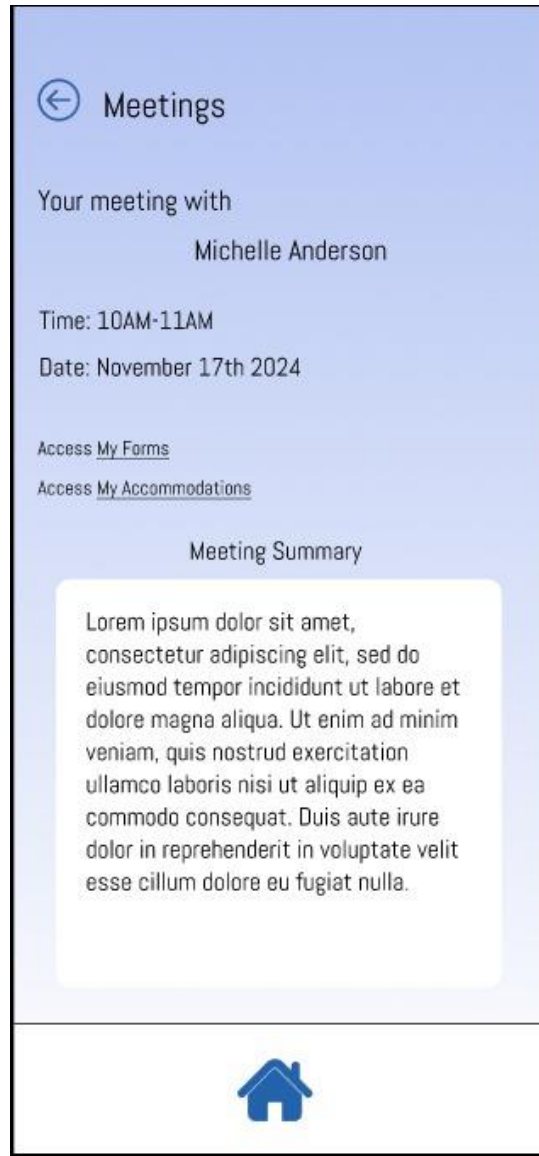 Meetings
Your meeting with
Michelle Anderson
Time: 10AM-11AM
Date: November 17th 2024
Access My Forms
Access My Accommodations
Meeting Summary
Lorem ipsum dolor sit amet,
consectetur adipiscing elit, sed do
eiusmod tempor incididunt ut labore et
dolore magna aliqua. Ut enim ad minim
veniam, quis nostrud exercitation
ullamco laboris nisi ut aliquip ex ea
commodo consequat. Duis aute irure
dolor in reprehenderit in voluptate velit
esse cillum dolore eu fugiat nulla.